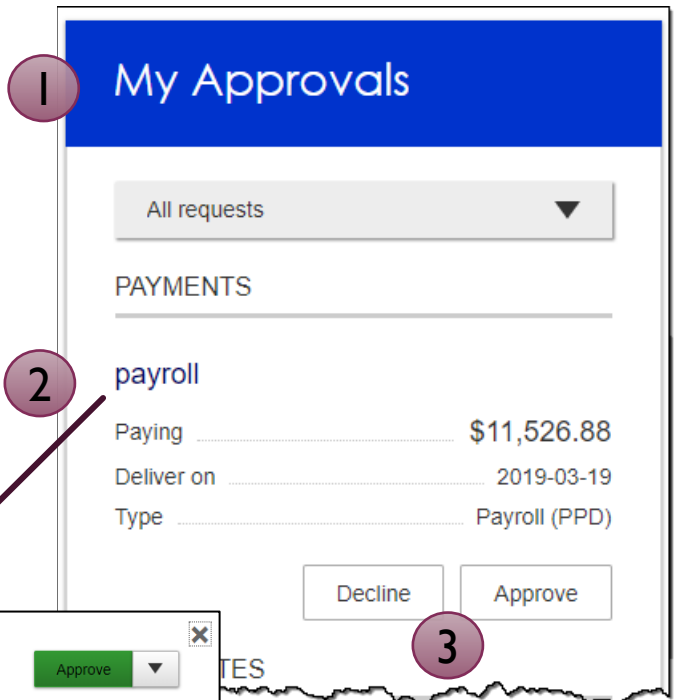 1
My Approvals
All requests
PAYMENTS
2
payroll
Paying $11,526.88
Deliver on 2019-03-19
Type Payroll (PPD)
Decline Approve
3
Approve
TES